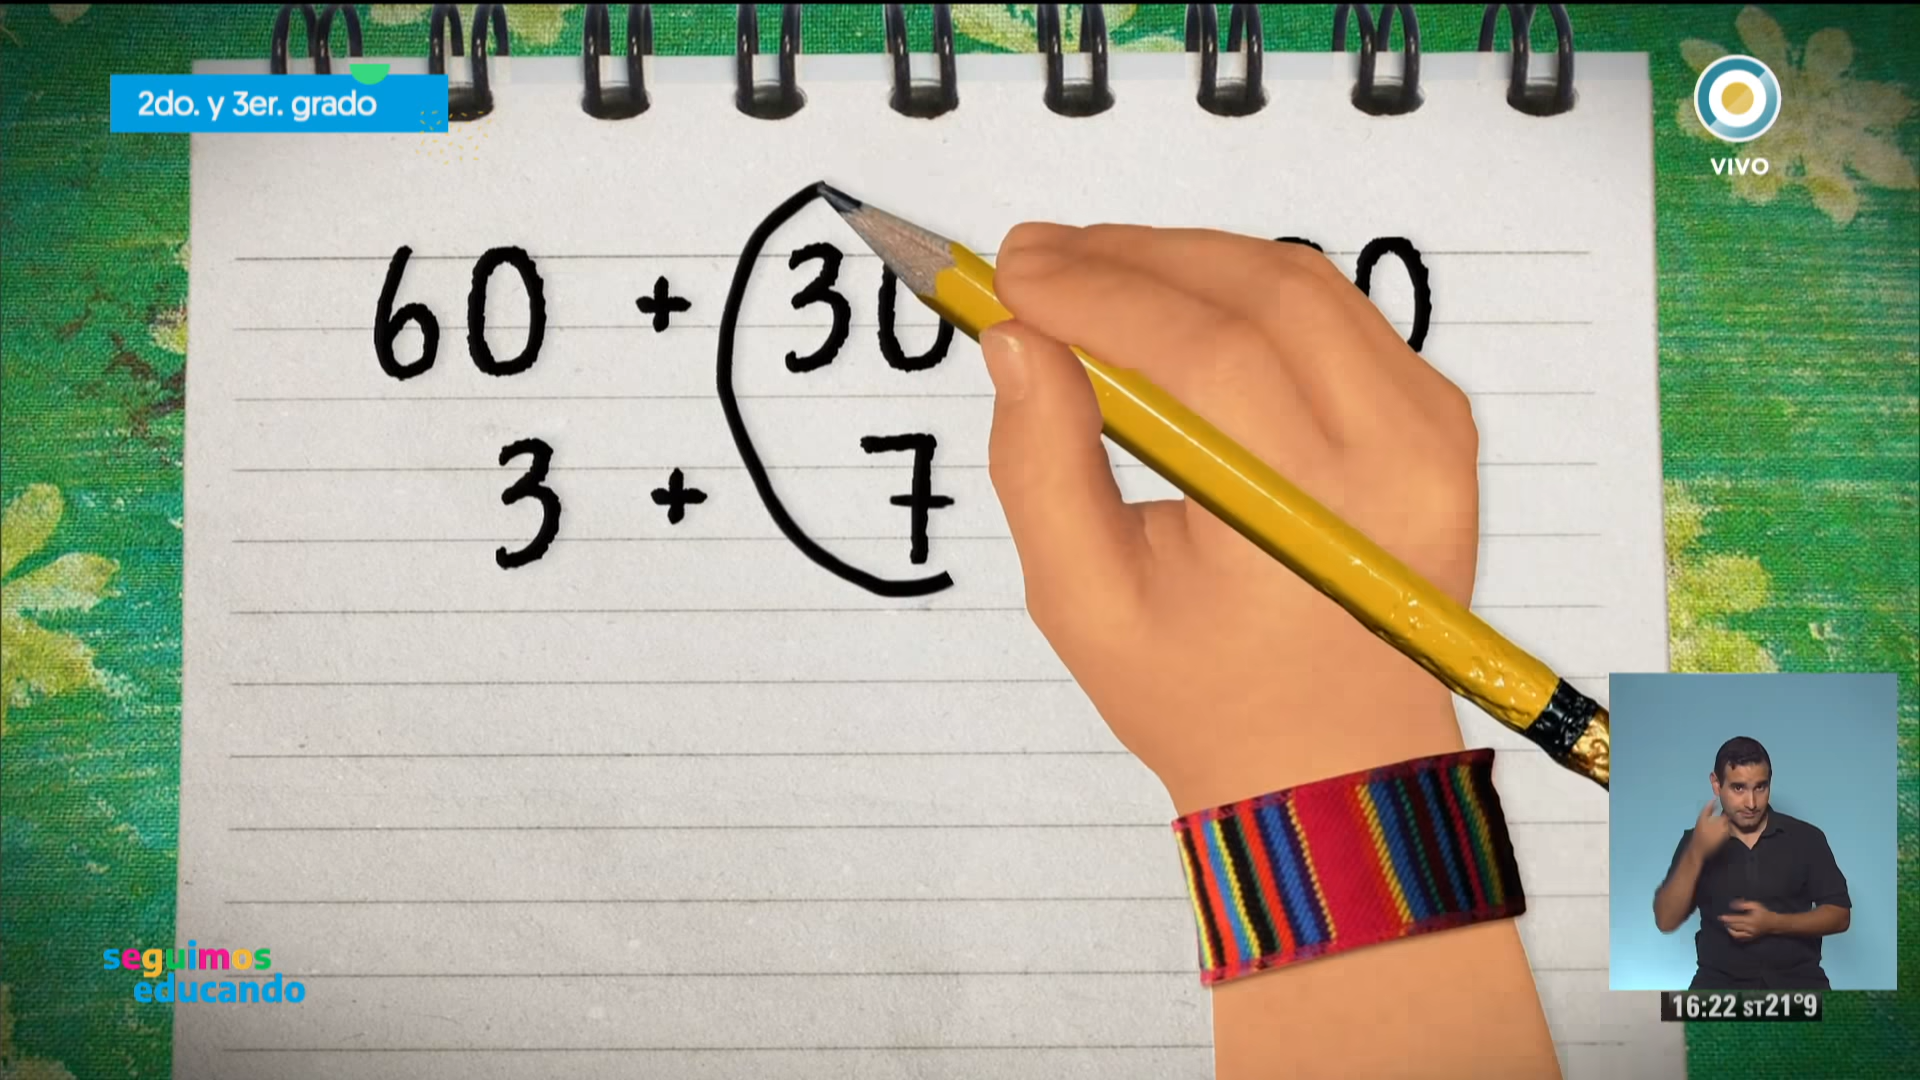 2do. y 3er. grado
VIVO
60 + 30
3 + 7
seguimos
educando
16:22 ST21°9